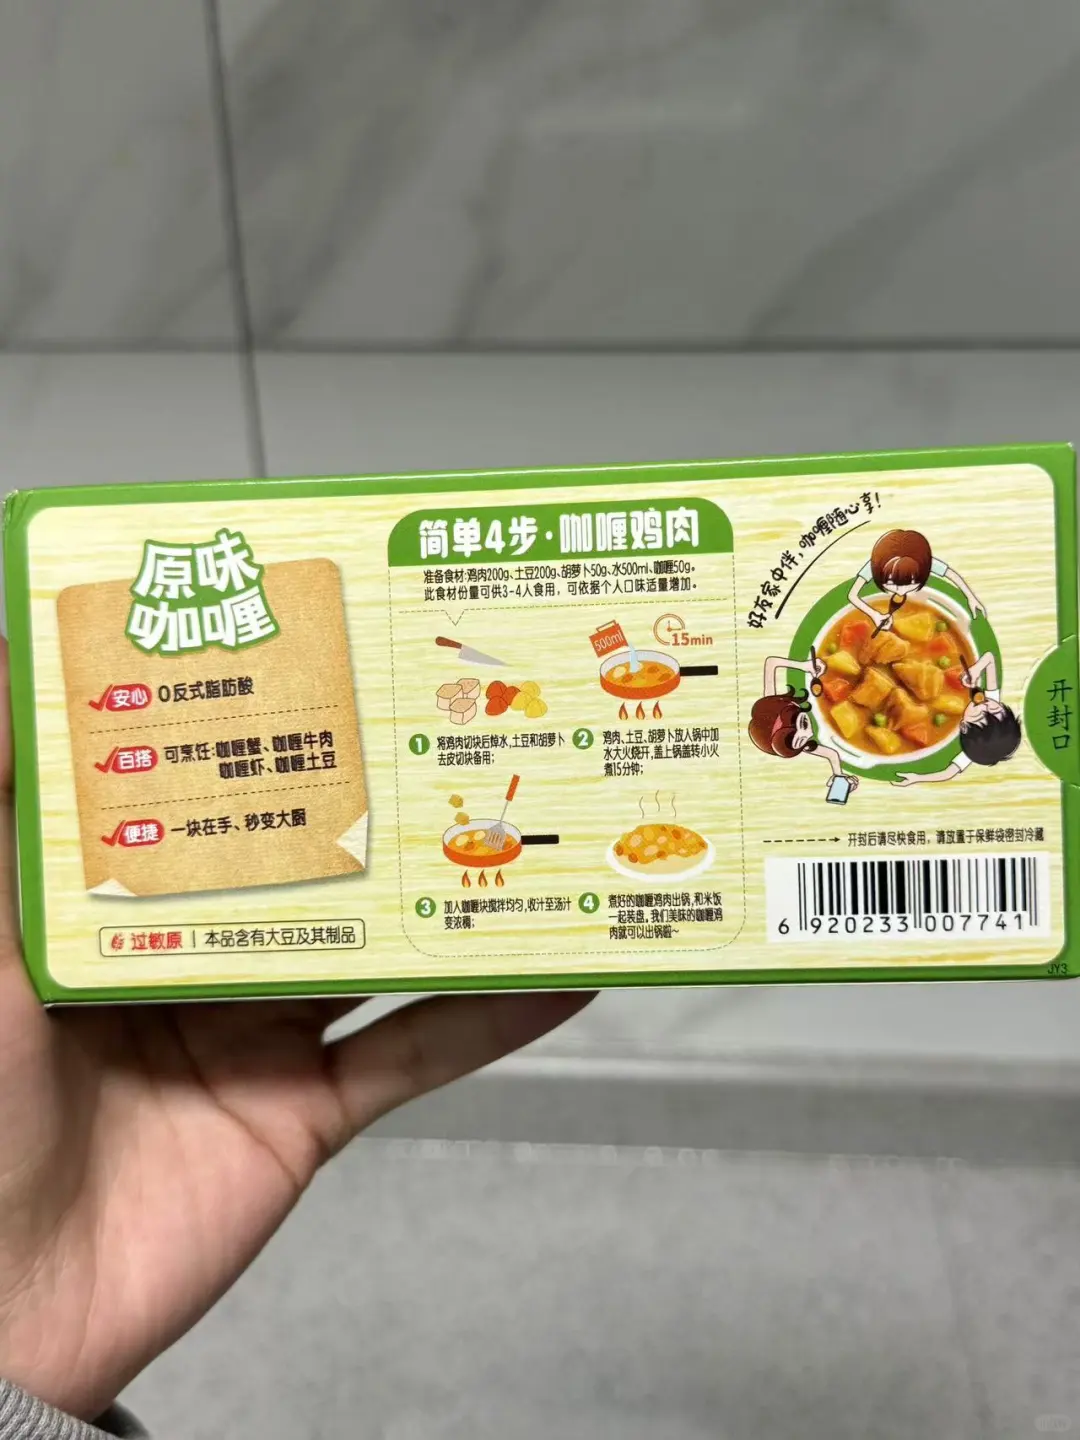 原味
咖喱
安心 0反式脂肪酸
百搭 可烹饪:咖喱蟹、咖喱牛肉
咖喱虾、咖喱土豆
便捷 一块在手、秒变大厨
过敏原 | 本品含有大豆及其制品
简单4步·咖喱鸡肉
准备食材:鸡肉200g、土豆200g、胡萝卜50g、水500ml、咖喱50g。
此食材份量可供3-4人食用，可依据个人口味适量增加。
500ml
15min
1 将鸡肉切块后焯水,土豆和胡萝卜
去皮切块备用;
2 鸡肉、土豆、胡萝卜放入锅中加
水大火烧开,盖上锅盖转小火
煮15分钟;
3 加入咖喱块搅拌均匀,收汁至汤汁
变浓稠;
4 煮好的咖喱鸡肉出锅,和米饭
一起装盘,我们美味的咖喱鸡
肉就可以出锅啦~
好友家中伴，咖喱随心享!
开封口
开封后请尽快食用，请放置于保鲜袋密封冷藏
6 920233 007741
JY3